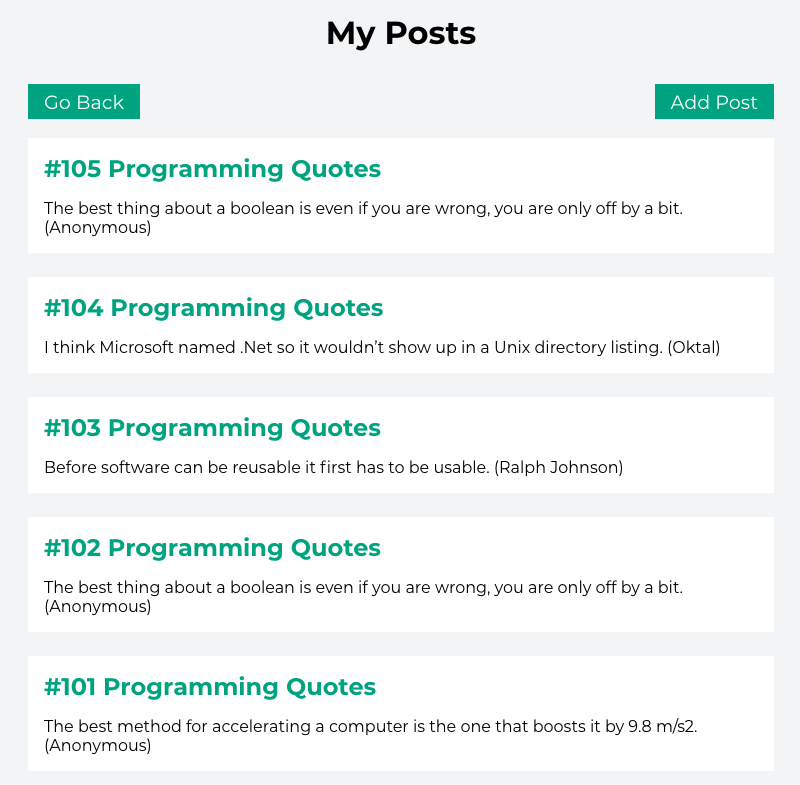 My Posts
Go Back
Add Post
#105 Programming Quotes
The best thing about a boolean is even if you are wrong, you are only off by a bit.
(Anonymous)
#104 Programming Quotes
I think Microsoft named .Net so it wouldn’t show up in a Unix directory listing. (Oktal)
#103 Programming Quotes
Before software can be reusable it first has to be usable. (Ralph Johnson)
#102 Programming Quotes
The best thing about a boolean is even if you are wrong, you are only off by a bit.
(Anonymous)
#101 Programming Quotes
The best method for accelerating a computer is the one that boosts it by 9.8 m/s2.
(Anonymous)